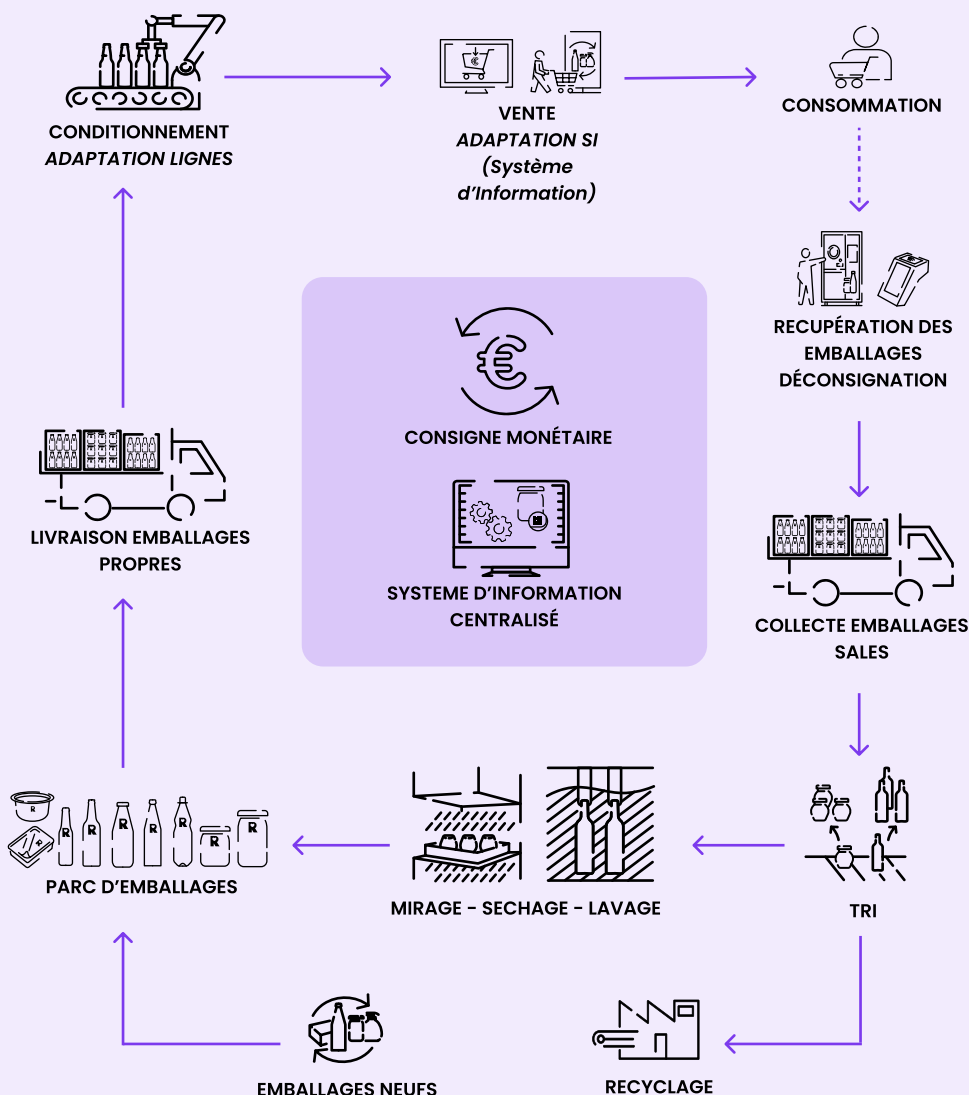 CONDITIONNEMENT
ADAPTATION LIGNES
VENTE
ADAPTATION SI
(Système
d'Information)
CONSOMMATION
RECUPÉRATION DES
EMBALLAGES
DÉCONSIGNATION
€
CONSIGNE MONÉTAIRE
SYSTEME D'INFORMATION
CENTRALISÉ
LIVRAISON EMBALLAGES
PROPRES
COLLECTE EMBALLAGES
SALES
R
R
R
R
R
R
R
R
R
PARC D'EMBALLAGES
MIRAGE - SECHAGE - LAVAGE
TRI
EMBALLAGES NEUFS
RECYCLAGE